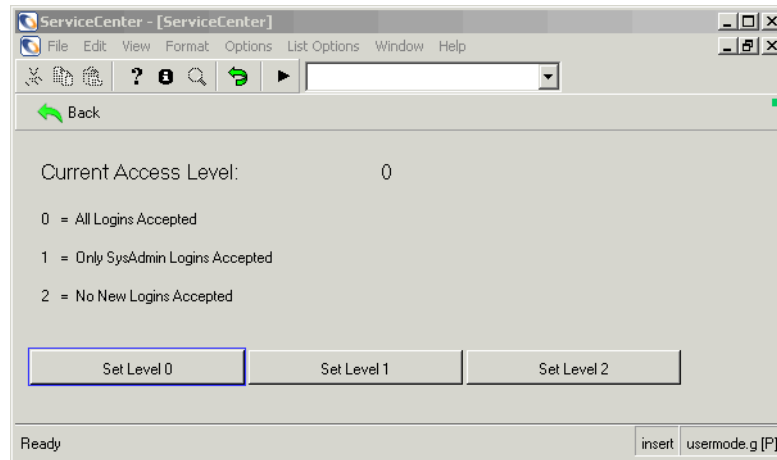 ServiceCenter - [ServiceCenter]
File Edit View Format Options List Options Window Help
Back
Current Access Level: 0
0 = All Logins Accepted
1 = Only SysAdmin Logins Accepted
2 = No New Logins Accepted
Set Level 0 Set Level 1 Set Level 2
Ready insert usermode.g [P]